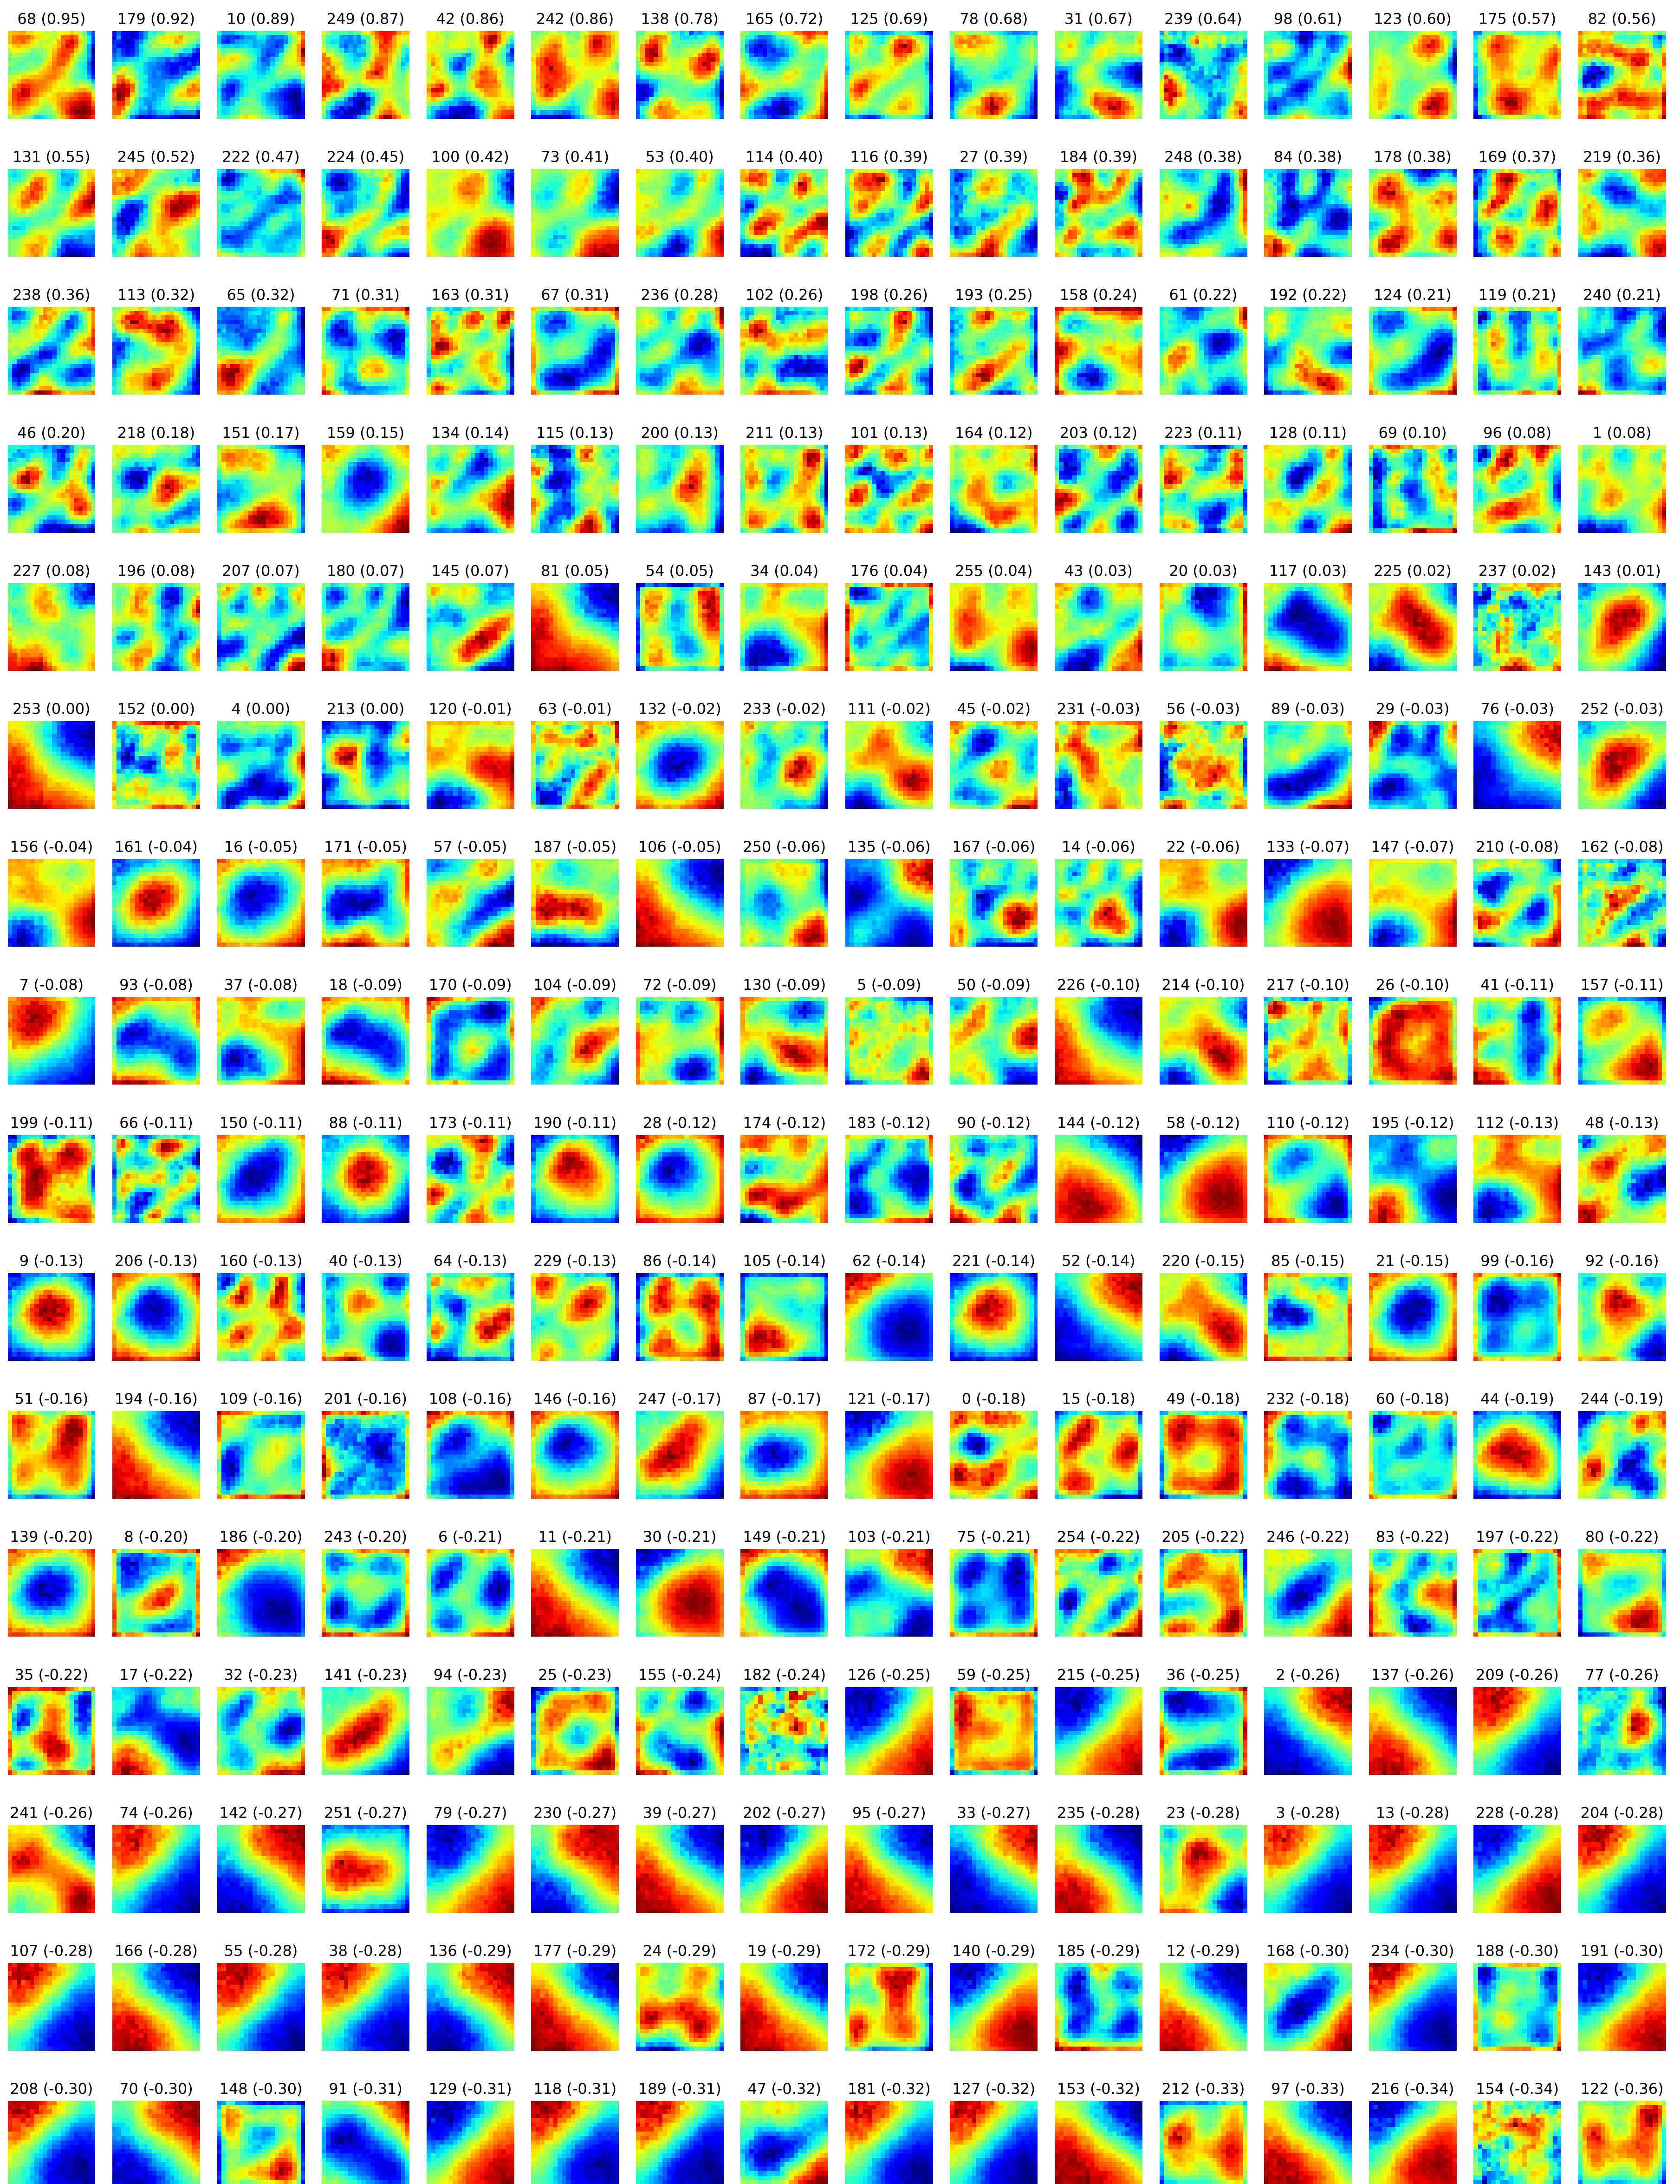 68 (0.95) 179 (0.92) 10 (0.89) 249 (0.87) 42 (0.86) 242 (0.86) 138 (0.78) 165 (0.72) 125 (0.69) 78 (0.68) 31 (0.67) 239 (0.64) 98 (0.61) 123 (0.60) 175 (0.57) 82 (0.56)
131 (0.55) 245 (0.52) 222 (0.47) 224 (0.45) 100 (0.42) 73 (0.41) 53 (0.40) 114 (0.40) 116 (0.39) 27 (0.39) 184 (0.39) 248 (0.38) 84 (0.38) 178 (0.38) 169 (0.37) 219 (0.36)
238 (0.36) 113 (0.32) 65 (0.32) 71 (0.31) 163 (0.31) 67 (0.31) 236 (0.28) 102 (0.26) 198 (0.26) 193 (0.25) 158 (0.24) 61 (0.22) 192 (0.22) 124 (0.21) 119 (0.21) 240 (0.21)
46 (0.20) 218 (0.18) 151 (0.17) 159 (0.15) 134 (0.14) 115 (0.13) 200 (0.13) 211 (0.13) 101 (0.13) 164 (0.12) 203 (0.12) 223 (0.11) 128 (0.11) 69 (0.10) 96 (0.08) 1 (0.08)
227 (0.08) 196 (0.08) 207 (0.07) 180 (0.07) 145 (0.07) 81 (0.05) 54 (0.05) 34 (0.04) 176 (0.04) 255 (0.04) 43 (0.03) 20 (0.03) 117 (0.03) 225 (0.02) 237 (0.02) 143 (0.01)
253 (0.00) 152 (0.00) 4 (0.00) 213 (0.00) 120 (-0.01) 63 (-0.01) 132 (-0.02) 233 (-0.02) 111 (-0.02) 45 (-0.02) 231 (-0.03) 56 (-0.03) 89 (-0.03) 29 (-0.03) 76 (-0.03) 252 (-0.03)
156 (-0.04) 161 (-0.04) 16 (-0.05) 171 (-0.05) 57 (-0.05) 187 (-0.05) 106 (-0.05) 250 (-0.06) 135 (-0.06) 167 (-0.06) 14 (-0.06) 22 (-0.06) 133 (-0.07) 147 (-0.07) 210 (-0.08) 162 (-0.08)
7 (-0.08) 93 (-0.08) 37 (-0.08) 18 (-0.09) 170 (-0.09) 104 (-0.09) 72 (-0.09) 130 (-0.09) 5 (-0.09) 50 (-0.09) 226 (-0.10) 214 (-0.10) 217 (-0.10) 26 (-0.10) 41 (-0.11) 157 (-0.11)
199 (-0.11) 66 (-0.11) 150 (-0.11) 88 (-0.11) 173 (-0.11) 190 (-0.11) 28 (-0.12) 174 (-0.12) 183 (-0.12) 90 (-0.12) 144 (-0.12) 58 (-0.12) 110 (-0.12) 195 (-0.12) 112 (-0.13) 48 (-0.13)
9 (-0.13) 206 (-0.13) 160 (-0.13) 40 (-0.13) 64 (-0.13) 229 (-0.13) 86 (-0.14) 105 (-0.14) 62 (-0.14) 221 (-0.14) 52 (-0.14) 220 (-0.15) 85 (-0.15) 21 (-0.15) 99 (-0.16) 92 (-0.16)
51 (-0.16) 194 (-0.16) 109 (-0.16) 201 (-0.16) 108 (-0.16) 146 (-0.16) 247 (-0.17) 87 (-0.17) 121 (-0.17) 0 (-0.18) 15 (-0.18) 49 (-0.18) 232 (-0.18) 60 (-0.18) 44 (-0.19) 244 (-0.19)
139 (-0.20) 8 (-0.20) 186 (-0.20) 243 (-0.20) 6 (-0.21) 11 (-0.21) 30 (-0.21) 149 (-0.21) 103 (-0.21) 75 (-0.21) 254 (-0.22) 205 (-0.22) 246 (-0.22) 83 (-0.22) 197 (-0.22) 80 (-0.22)
35 (-0.22) 17 (-0.22) 32 (-0.23) 141 (-0.23) 94 (-0.23) 25 (-0.23) 155 (-0.24) 182 (-0.24) 126 (-0.25) 59 (-0.25) 215 (-0.25) 36 (-0.25) 2 (-0.26) 137 (-0.26) 209 (-0.26) 77 (-0.26)
241 (-0.26) 74 (-0.26) 142 (-0.27) 251 (-0.27) 79 (-0.27) 230 (-0.27) 39 (-0.27) 202 (-0.27) 95 (-0.27) 33 (-0.27) 235 (-0.28) 23 (-0.28) 3 (-0.28) 13 (-0.28) 228 (-0.28) 204 (-0.28)
107 (-0.28) 166 (-0.28) 55 (-0.28) 38 (-0.28) 136 (-0.29) 177 (-0.29) 24 (-0.29) 19 (-0.29) 172 (-0.29) 140 (-0.29) 185 (-0.29) 12 (-0.29) 168 (-0.30) 234 (-0.30) 188 (-0.30) 191 (-0.30)
208 (-0.30) 70 (-0.30) 148 (-0.30) 91 (-0.31) 129 (-0.31) 118 (-0.31) 189 (-0.31) 47 (-0.32) 181 (-0.32) 127 (-0.32) 153 (-0.32) 212 (-0.33) 97 (-0.33) 216 (-0.34) 154 (-0.34) 122 (-0.36)